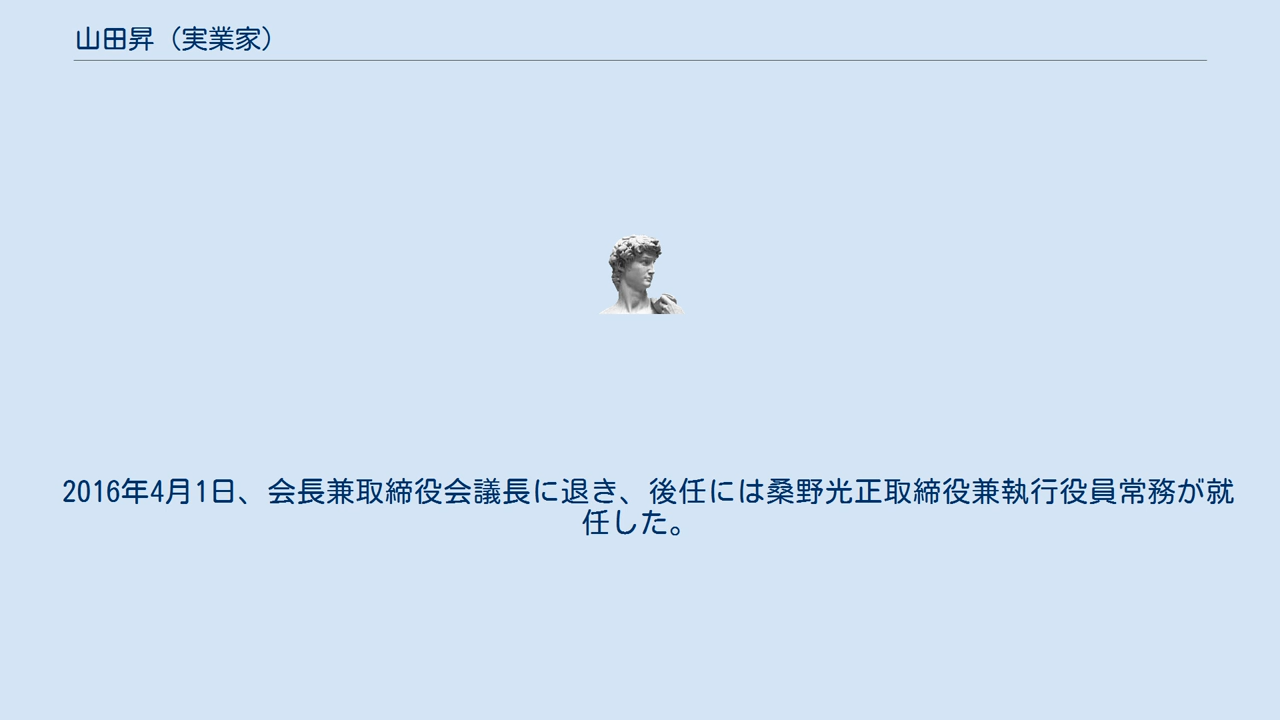 山田昇（実業家）
2016年4月1日、会長兼取締役会議長に退き、後任には桑野光正取締役兼執行役員常務が就
任した。